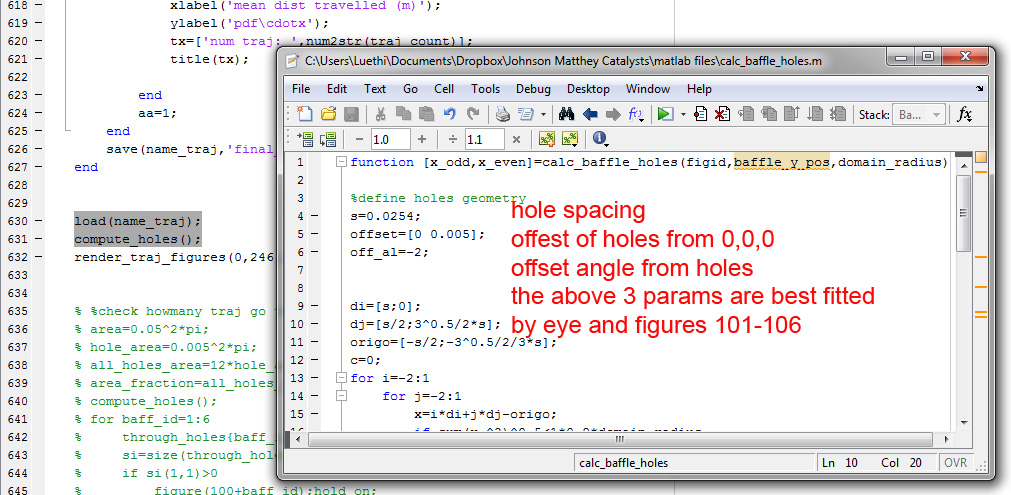 618 – xlabel('mean dist travelled (m)');
619 – ylabel('pdf\cdotx');
620 – tx=['num traj: ',num2str(traj_count)];
621 – title(tx);
622
623 – end
624 – aa=1;
625 – end
626 – save(name_traj,'final_
627 – end
628
629
630 – load(name_traj);
631 – compute_holes();
632 – render_traj_figures(0,246
633
634
635 % %check howmany traj go
636 % area=0.05^2*pi;
637 % hole_area=0.005^2*pi;
638 % all_holes_area=12*hole_
639 % area_fraction=all_holes
640 % compute_holes();
641 % for baff_id=1:6
642 % through_holes{baff_
643 % si=size(through_hole
644 % if si(1,1)>0
645 % figure(100+baff_id);hold on;
C:\Users\Luethi\Documents\Dropbox\Johnson Matthey Catalysts\matlab files\calc_baffle_holes.m
File Edit Text Go Cell Tools Debug Desktop Window Help
Stack: Ba... fx
– 1.0 + ÷ 1.1 ×
1 function [x_odd,x_even]=calc_baffle_holes(figid,baffle_y_pos,domain_radius)
2
3 %define holes geometry
4 – s=0.0254;
5 – offset=[0 0.005];
6 – off_al=-2;
7
8
9 – di=[s;0];
10 – dj=[s/2;3^0.5/2*s];
11 – origo=[-s/2;-3^0.5/2/3*s];
12 – c=0;
13 – for i=-2:1
14 – for j=-2:1
15 – x=i*di+j*dj-origo;
hole spacing
offest of holes from 0,0,0
offset angle from holes
the above 3 params are best fitted
by eye and figures 101-106
calc_baffle_holes Ln 10 Col 20 OVR